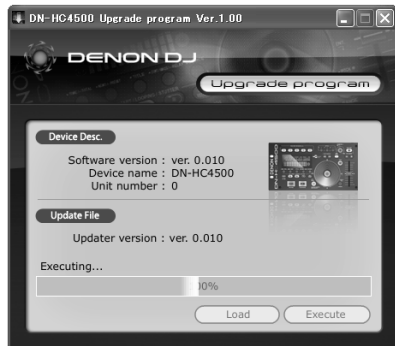 DN-HC4500 Upgrade program Ver.1.00
DENON DJ
Upgrade program
Device Desc.
Software version : ver. 0.010
Device name : DN-HC4500
Unit number : 0
Update File
Updater version : ver. 0.010
Executing...
Load
Execute